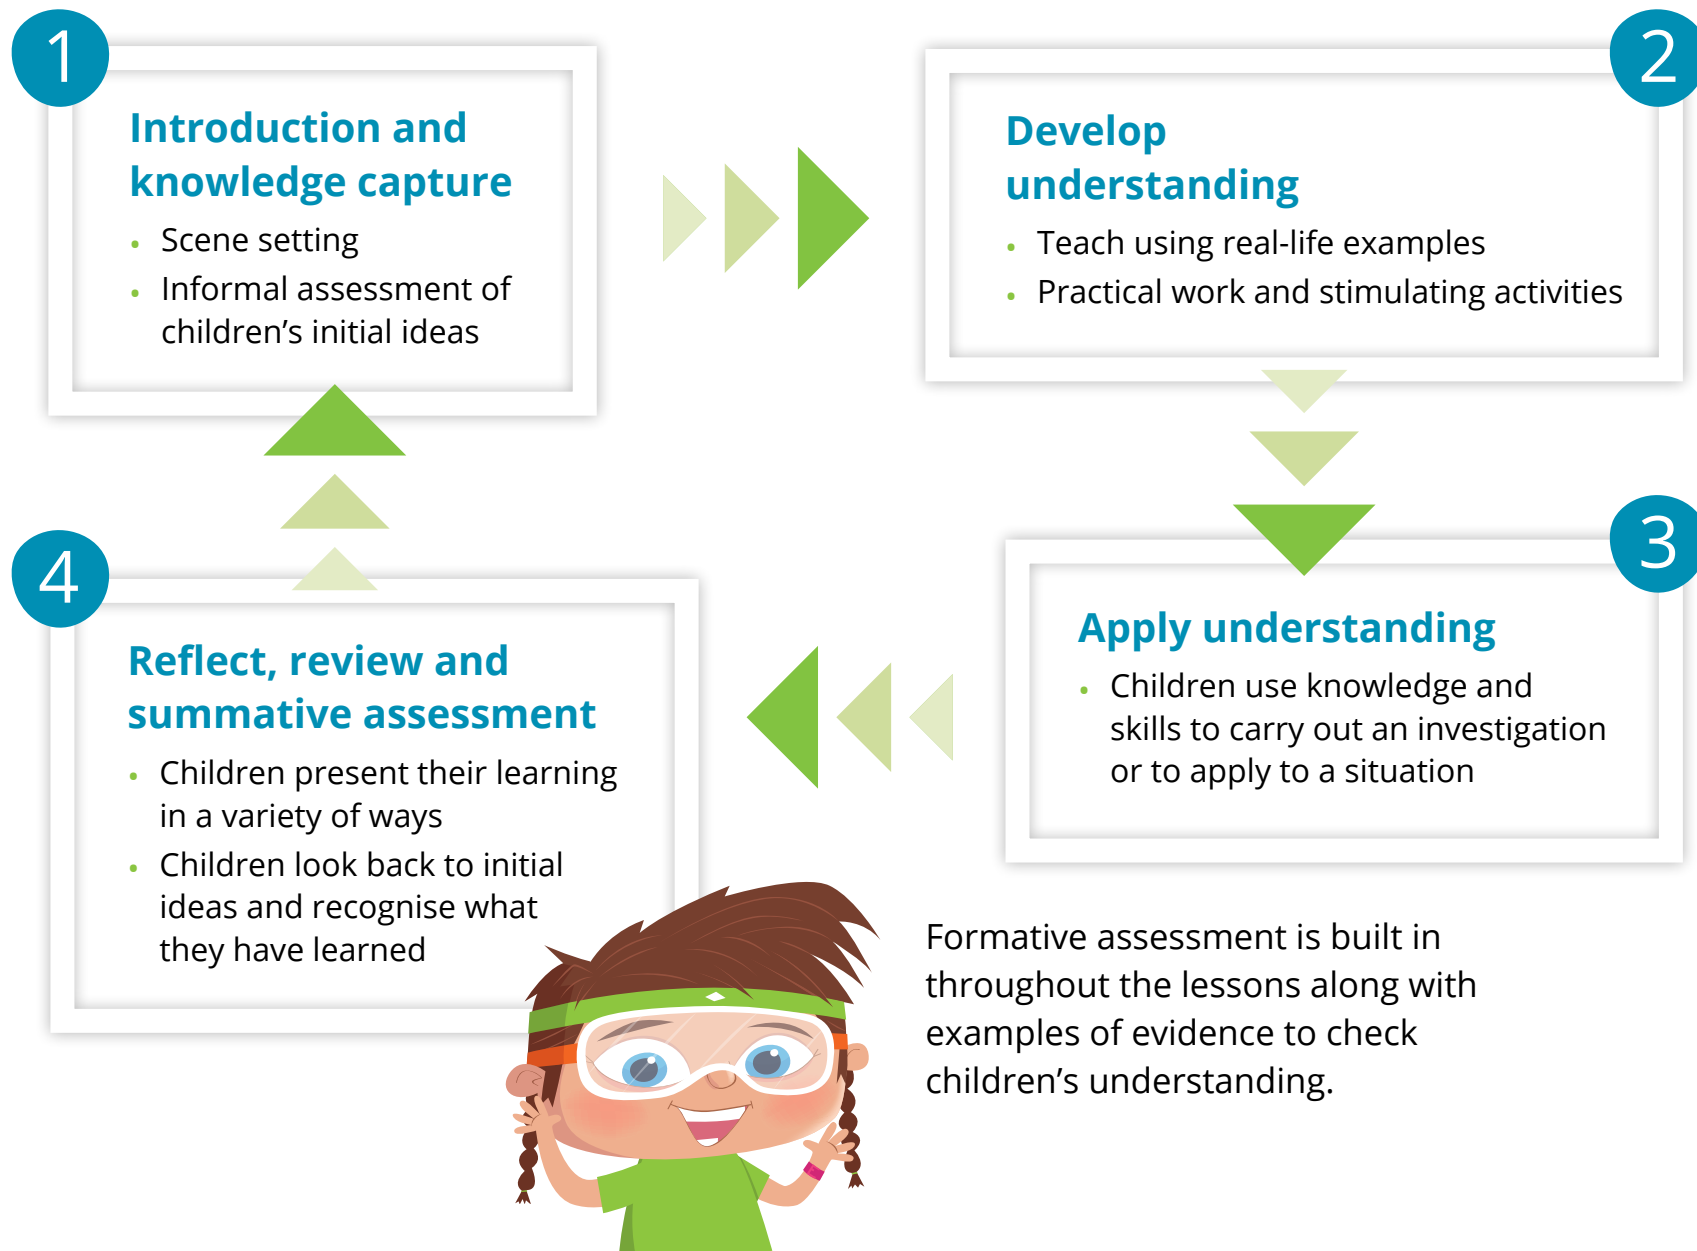 1
Introduction and
knowledge capture
• Scene setting
• Informal assessment of
children’s initial ideas
2
Develop
understanding
• Teach using real-life examples
• Practical work and stimulating activities
3
Apply understanding
• Children use knowledge and
skills to carry out an investigation
or to apply to a situation
4
Reflect, review and
summative assessment
• Children present their learning
in a variety of ways
• Children look back to initial
ideas and recognise what
they have learned
Formative assessment is built in
throughout the lessons along with
examples of evidence to check
children’s understanding.